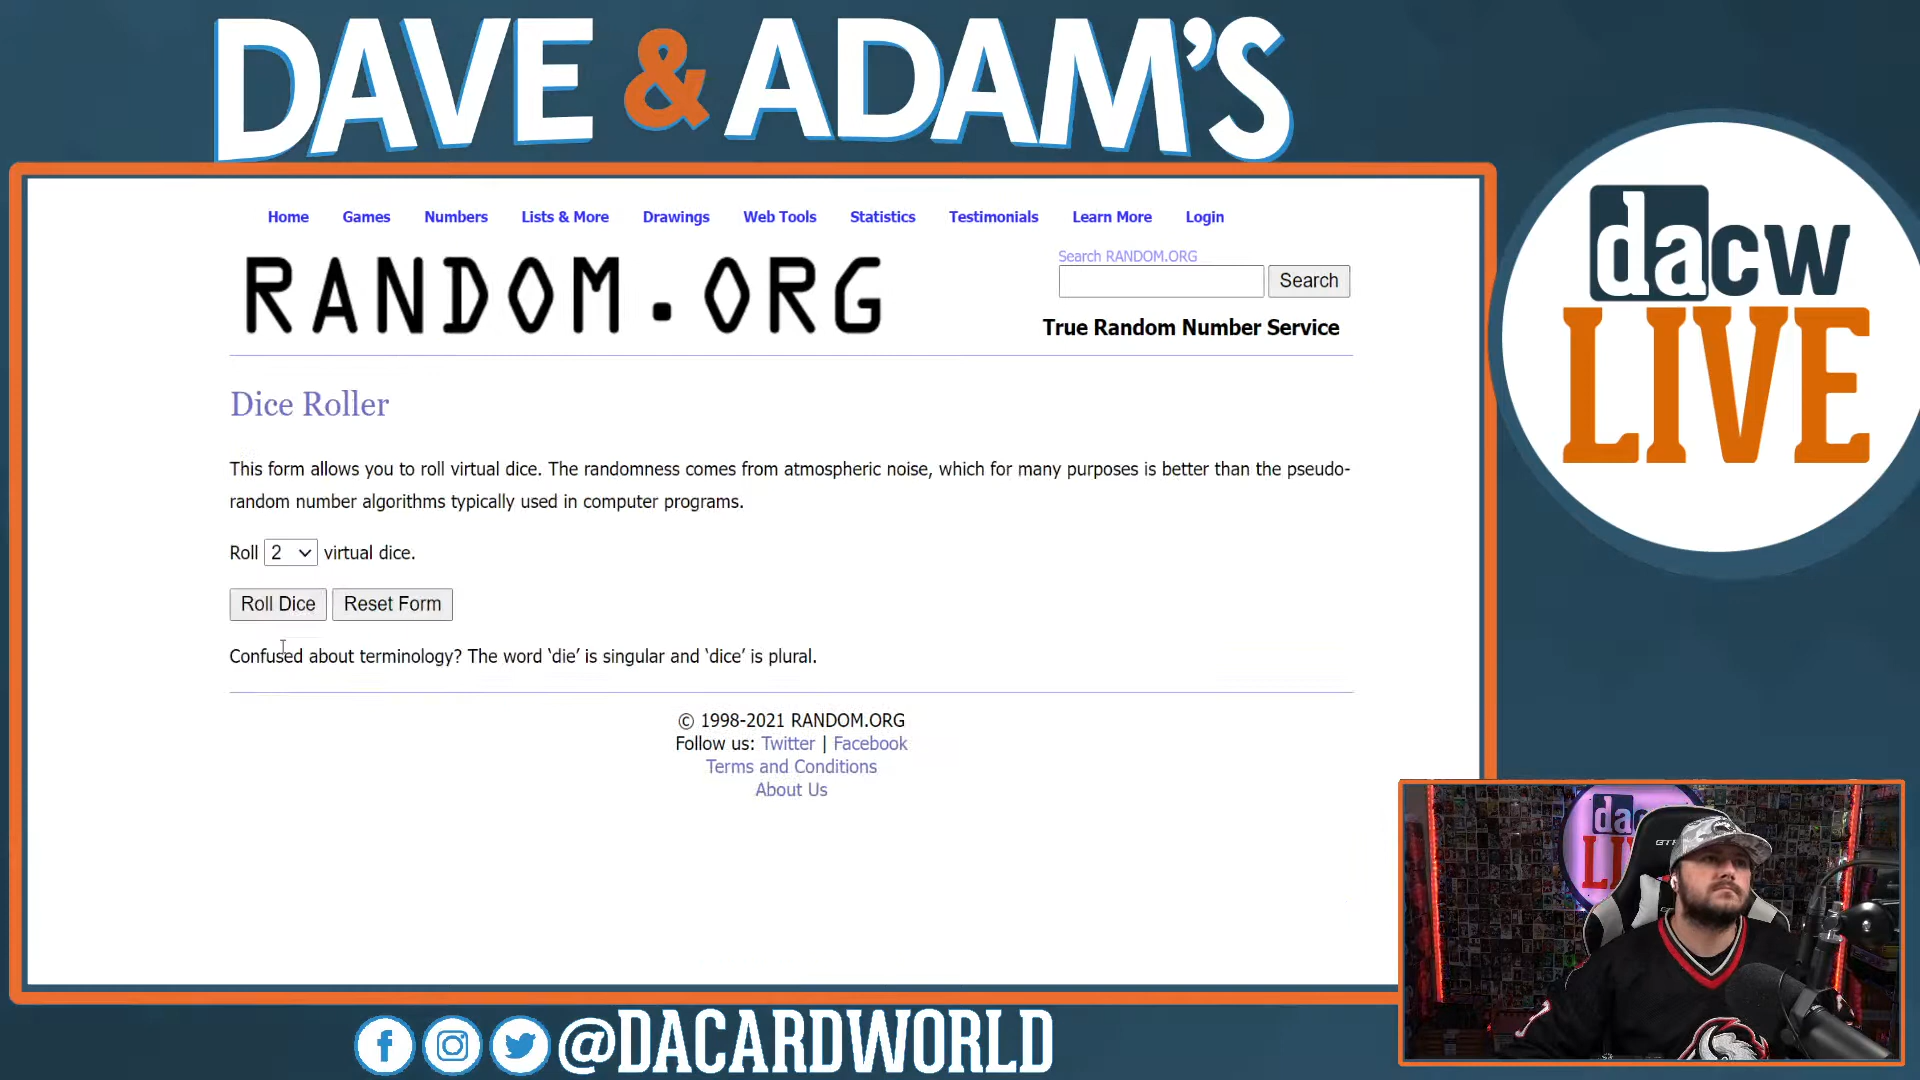 DAVE & ADAM'S
Home Games Numbers Lists & More Drawings Web Tools Statistics Testimonials Learn More Login
RANDOM.ORG
Search RANDOM.ORG
Search
True Random Number Service
Dice Roller
This form allows you to roll virtual dice. The randomness comes from atmospheric noise, which for many purposes is better than the pseudo-
random number algorithms typically used in computer programs.
Roll 2 virtual dice.
Roll Dice Reset Form
Confused about terminology? The word ‘die’ is singular and ‘dice’ is plural.
© 1998-2021 RANDOM.ORG
Follow us: Twitter | Facebook
Terms and Conditions
About Us
dacw
LIVE
@DACARDWORLD